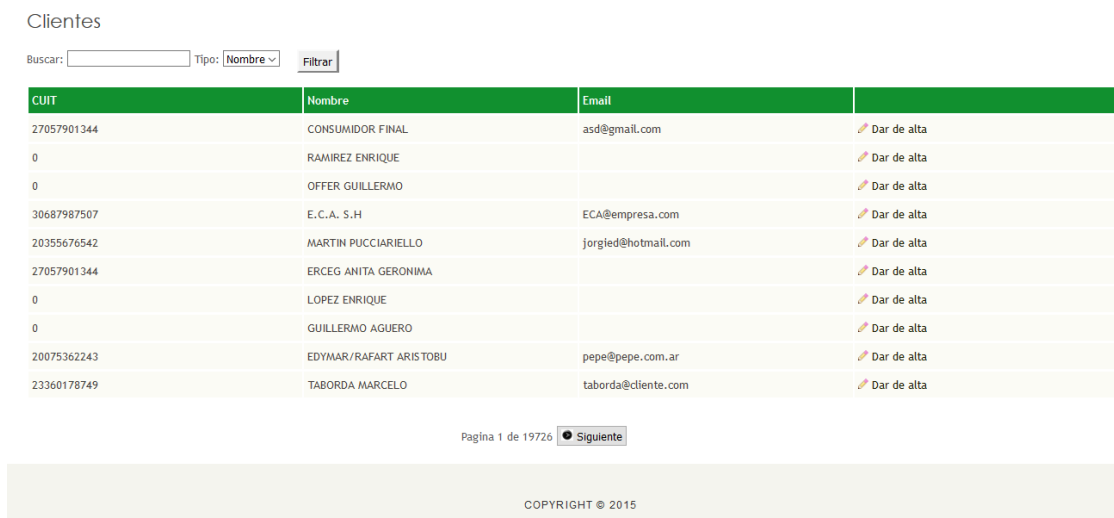 Clientes
Buscar: Tipo: Nombre Filtrar
CUIT Nombre Email
27057901344 CONSUMIDOR FINAL asd@gmail.com Dar de alta
0 RAMIREZ ENRIQUE Dar de alta
0 OFFER GUILLERMO Dar de alta
30687987507 E.C.A. S.H ECA@empresa.com Dar de alta
20355676542 MARTIN PUCCIARIELLO jorgied@hotmail.com Dar de alta
27057901344 ERCEG ANITA GERONIMA Dar de alta
0 LOPEZ ENRIQUE Dar de alta
0 GUILLERMO AGUERO Dar de alta
20075362243 EDYMAR/RAFART ARISTOBU pepe@pepe.com.ar Dar de alta
23360178749 TABORDA MARCELO taborda@cliente.com Dar de alta
Pagina 1 de 19726 Siguiente
COPYRIGHT © 2015